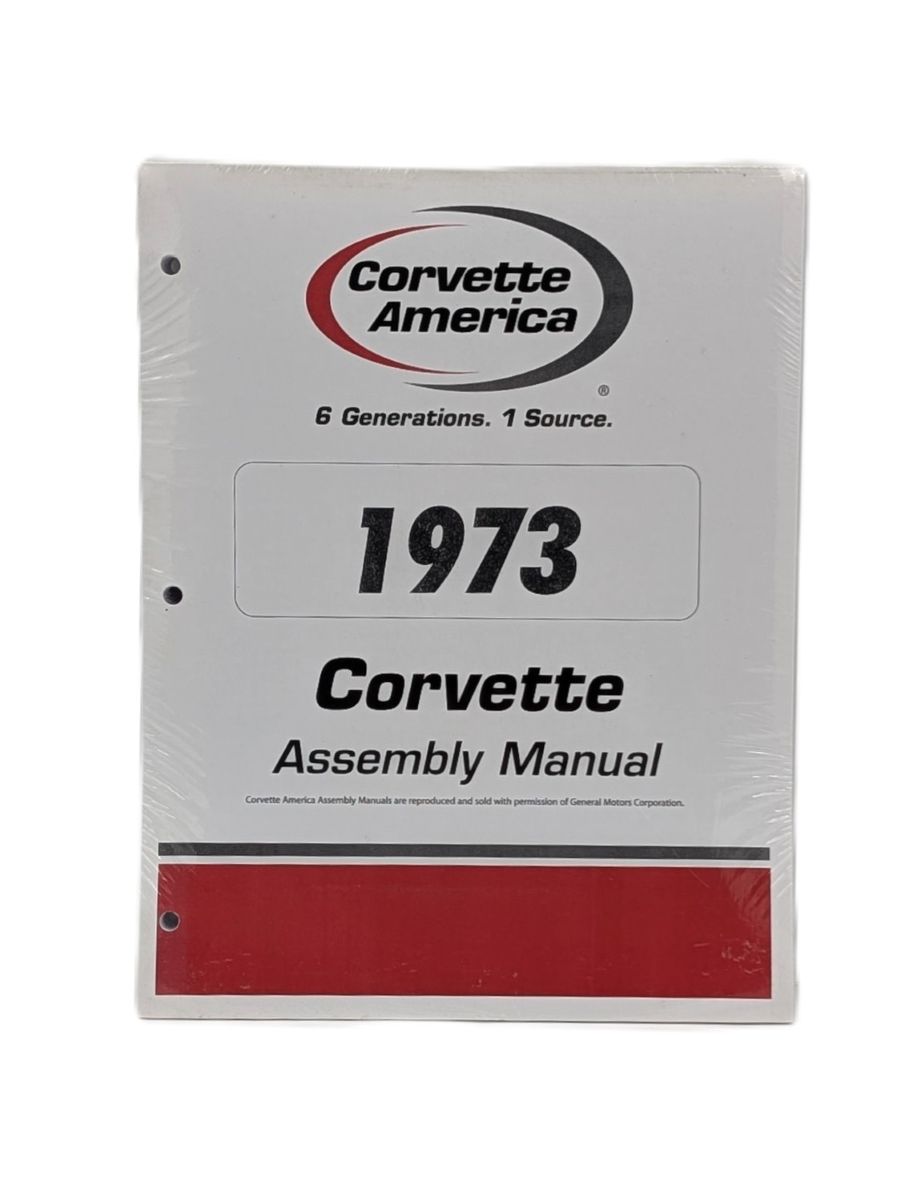 Corvette
America
®
6 Generations. 1 Source.
1973
Corvette
Assembly Manual
Corvette America Assembly Manuals are reproduced and sold with permission of General Motors Corporation.